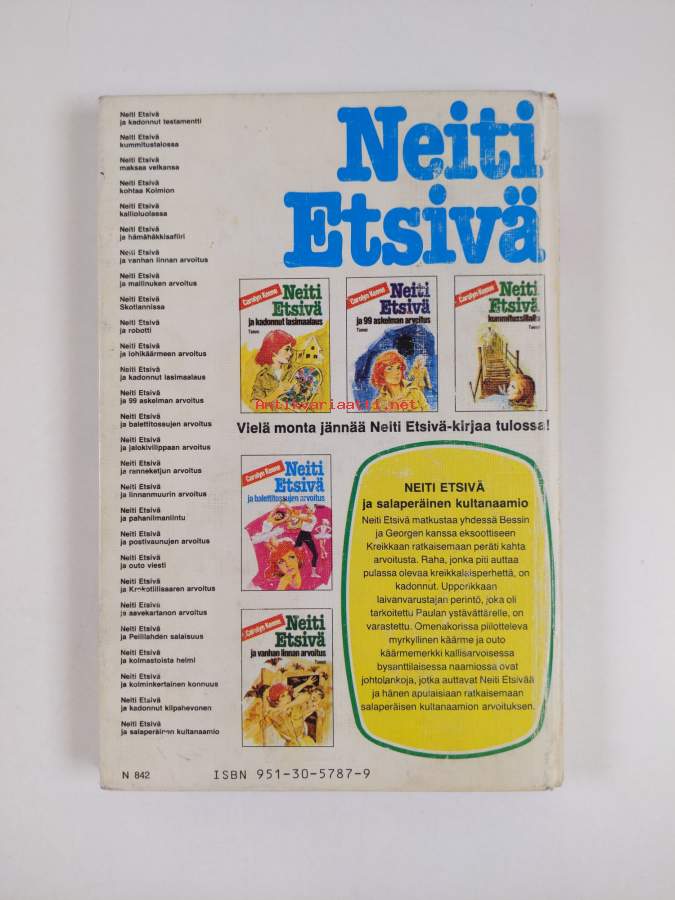 Neiti Etsivä
ja kadonnut testamentti
Neiti Etsivä
kummitustalossa
Neiti Etsivä
maksaa velkansa
Neiti Etsivä
kohtaa Kolmion
Neiti Etsivä
kallioluolassa
Neiti Etsivä
ja hämähäkkisafiiri
Neiti Etsivä
ja vanhan linnan arvoitus
Neiti Etsivä
ja mallinuken arvoitus
Neiti Etsivä
Skotlannissa
Neiti Etsivä
ja robotti
Neiti Etsivä
ja lohikäärmeen arvoitus
Neiti Etsivä
ja kadonnut lasimaalaus
Neiti Etsivä
ja 99 askelman arvoitus
Neiti Etsivä
ja balettitossujen arvoitus
Neiti Etsivä
ja jalokivilippaan arvoitus
Neiti Etsivä
ja ranneketjun arvoitus
Neiti Etsivä
ja linnanmuurin arvoitus
Neiti Etsivä
ja pahanilmanlintu
Neiti Etsivä
ja postivaunujen arvoitus
Neiti Etsivä
ja outo viesti
Neiti Etsivä
ja Krokotiilisaaren arvoitus
Neiti Etsivä
ja aavekartanon arvoitus
Neiti Etsivä
ja Peililahden salaisuus
Neiti Etsivä
ja kolmastoista helmi
Neiti Etsivä
ja kolminkertainen konnuus
Neiti Etsivä
ja kadonnut kilpahevonen
Neiti Etsivä
ja salaperäinen kultanaamio
N 842
Neiti
Etsivä
Carolyn Keene
Neiti
Etsivä
ja kadonnut lasimaalaus
Tammi
Carolyn Keene
Neiti
Etsivä
ja 99 askelman arvoitus
Tammi
Carolyn Keene
Neiti
Etsivä
kummitussillalla
Tammi
Antikvariaatti.net
Vielä monta jännää Neiti Etsivä-kirjaa tulossa!
Carolyn Keene
Neiti
Etsivä
ja balettitossujen arvoitus
Carolyn Keene
Neiti
Etsivä
ja vanhan linnan arvoitus
Tammi
NEITI ETSIVÄ
ja salaperäinen kultanaamio
Neiti Etsivä matkustaa yhdessä Bessin
ja Georgen kanssa eksoottiseen
Kreikkaan ratkaisemaan peräti kahta
arvoitusta. Raha, jonka piti auttaa
pulassa olevaa kreikkalaisperhettä, on
kadonnut. Upporikkaan
laivanvarustajan perintö, joka oli
tarkoitettu Paulan ystävättärelle, on
varastettu. Omenakorissa piilotteleva
myrkyllinen käärme ja outo
käärmemerkki kallisarvoisessa
bysanttilaisessa naamiossa ovat
johtolankoja, jotka auttavat Neiti Etsivää
ja hänen apulaisiaan ratkaisemaan
salaperäisen kultanaamion arvoituksen.
ISBN 951-30-5787-9